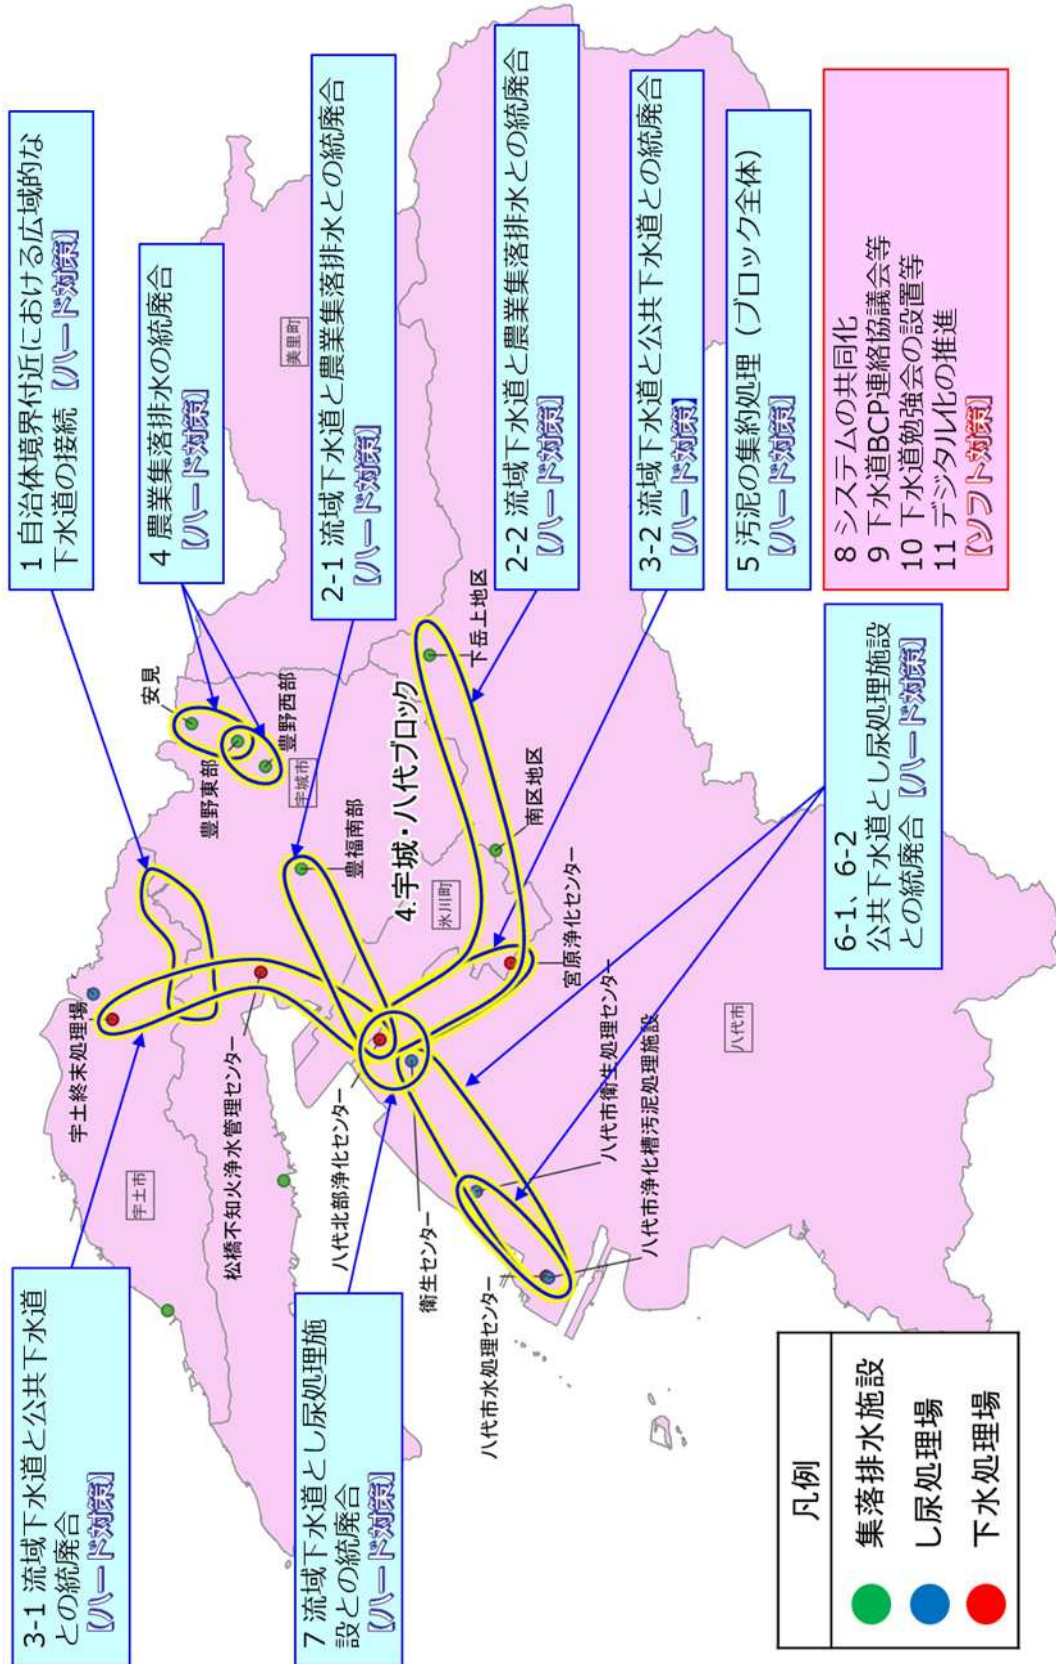 3-1 流域下水道と公共下水道
との統廃合
【ハード対策】
7 流域下水道とし尿処理施
設との統廃合
【ハード対策】
1 自治体境界付近における広域的な
下水道の接続【ハード対策】
4 農業集落排水の統廃合
【ハード対策】
2-1 流域下水道と農業集落排水との統廃合
【ハード対策】
2-2 流域下水道と農業集落排水との統廃合
【ハード対策】
3-2 流域下水道と公共下水道との統廃合
【ハード対策】
5 汚泥の集約処理（ブロック全体）
【ハード対策】
8 システムの共同化
9 下水道BCP連絡協議会等
10 下水道勉強会の設置等
11 デジタル化の推進
【ソフト対策】
6-1、6-2
公共下水道とし尿処理施設
との統廃合【ハード対策】
4.宇城・八代ブロック
宇土終末処理場
宇土市
松橋不知火浄水管理センター
八代北部浄化センター
衛生センター
八代市水処理センター
八代市衛生処理センター
八代市浄化槽汚泥処理施設
宮原浄化センター
八代市
氷川町
南区地区
下岳上地区
豊福南部
宇城市
豊野東部
豊野西部
安見
美里町
凡例
集落排水施設
し尿処理場
下水処理場